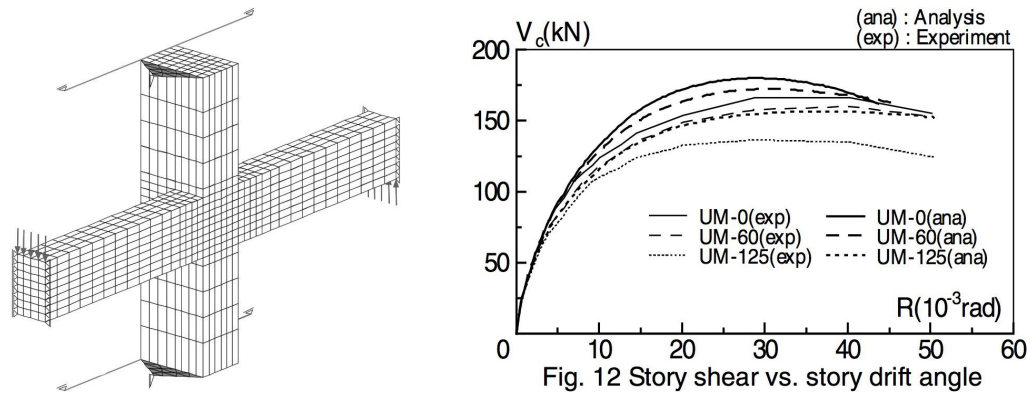 V c(kN)
(ana) : Analysis
(exp) : Experiment
200
150
100
50
UM-0(exp) UM-0(ana)
UM-60(exp) UM-60(ana)
UM-125(exp) UM-125(ana)
R(10-3rad)
0 10 20 30 40 50 60
Fig. 12 Story shear vs. story drift angle